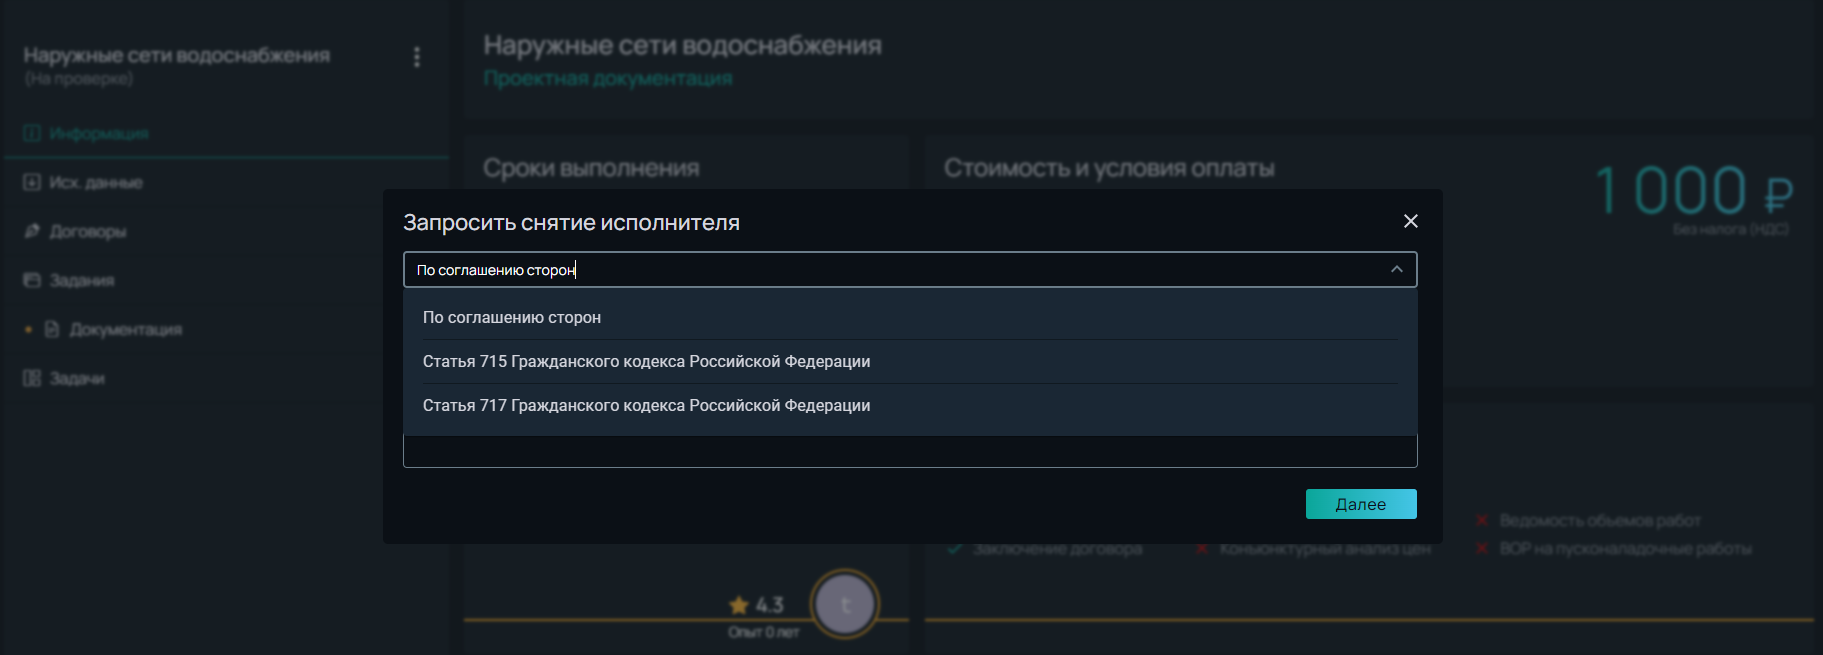 Наружные сети водоснабжения
(На проверке)
Информация
Исх. данные
Договоры
Задания
Документация
Задачи
Наружные сети водоснабжения
Проектная документация
Сроки выполнения
Стоимость и условия оплаты
1 000 ₽
Без налога (НДС)
Запросить снятие исполнителя
По соглашению сторон
По соглашению сторон
Статья 715 Гражданского кодекса Российской Федерации
Статья 717 Гражданского кодекса Российской Федерации
Далее
Ведомость объемов работ
Заключение договора
Конъюнктурный анализ цен
ВОР на пусконаладочные работы
4.3
t
Опыт 0 лет